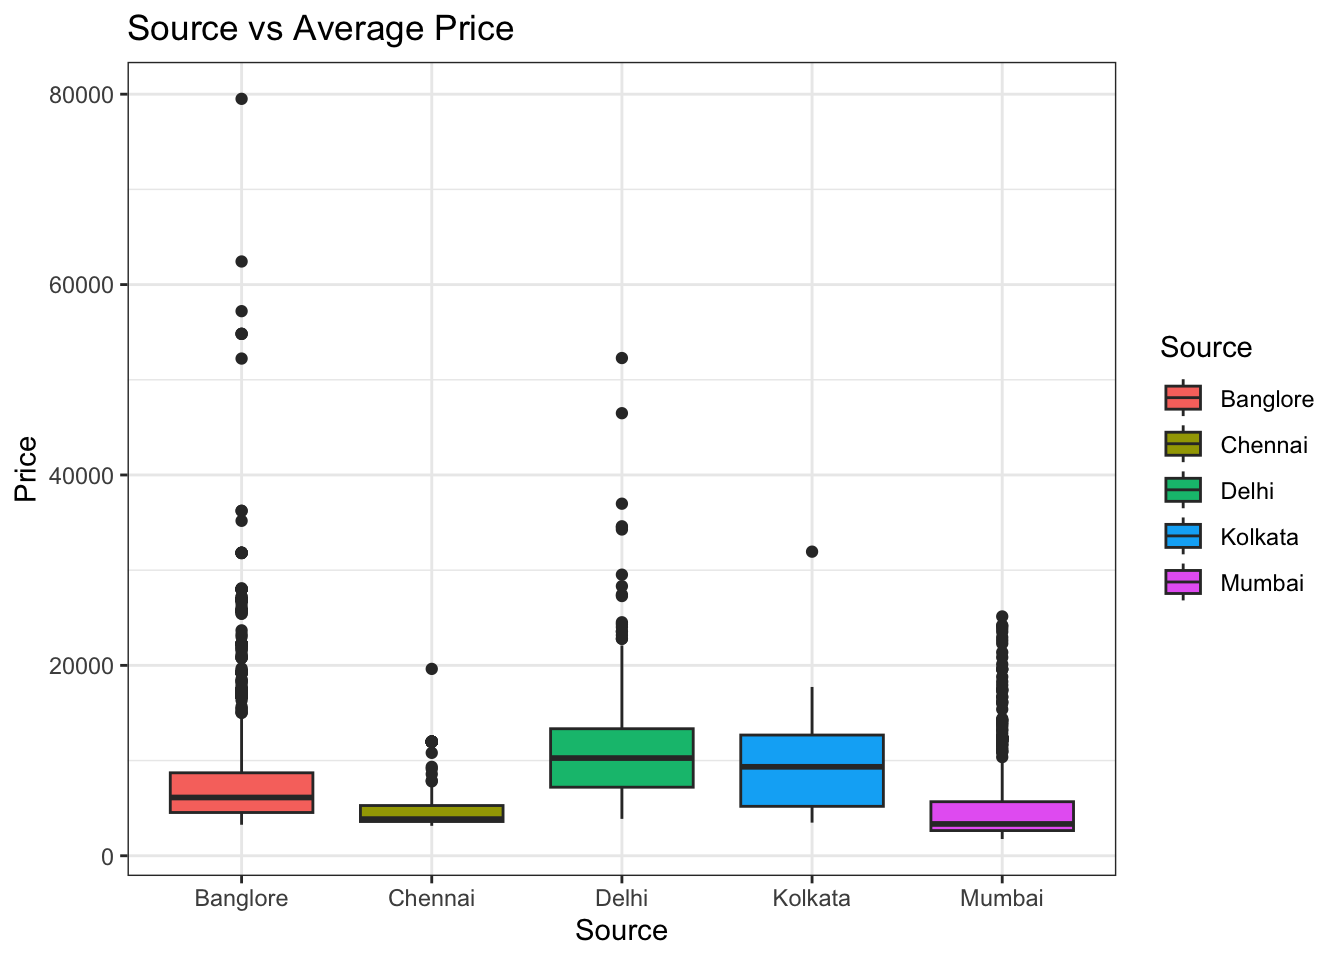 Source vs Average Price
80000
60000
40000
20000
0
Price
Banglore
Chennai
Delhi
Kolkata
Mumbai
Source
Source
Banglore
Chennai
Delhi
Kolkata
Mumbai